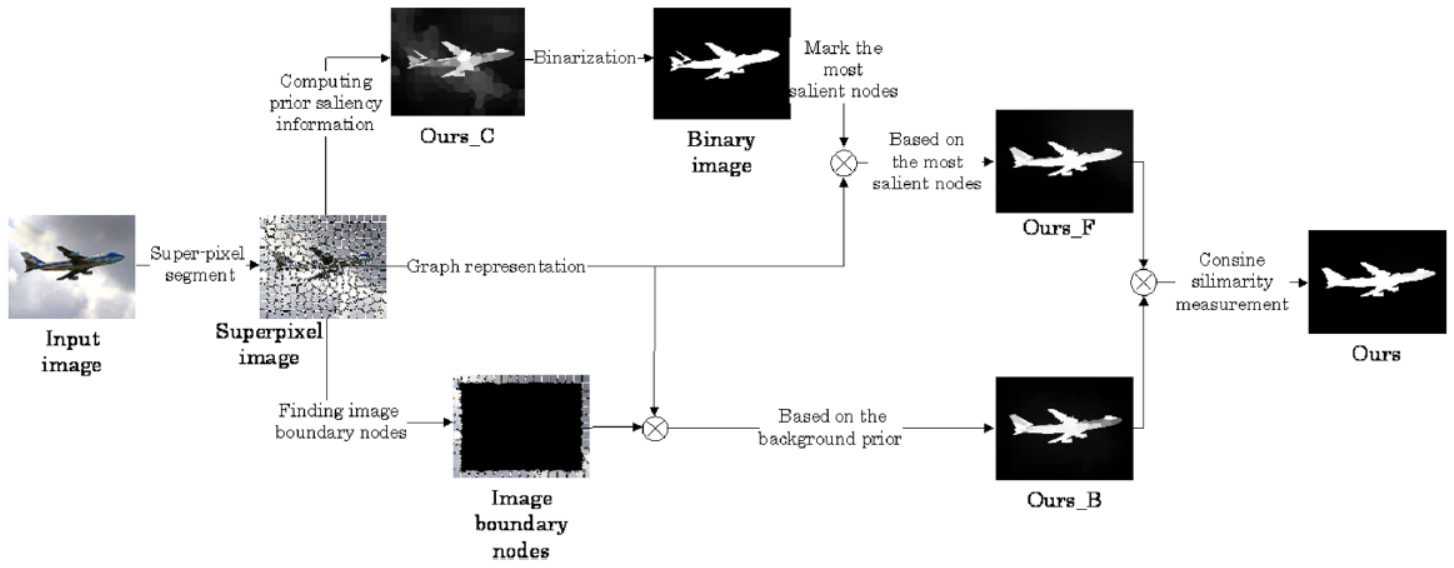 Computing
prior saliency
information
Ours_C
Binarization
Binary
image
Mark the
most
salient nodes
Based on
the most
salient nodes
Ours_F
Input
image
Super-pixel
segment
Superpixel
image
Graph representation
Consine
silimarity
measurement
Ours
Finding image
boundary nodes
Image
boundary
nodes
Based on the
background prior
Ours_B